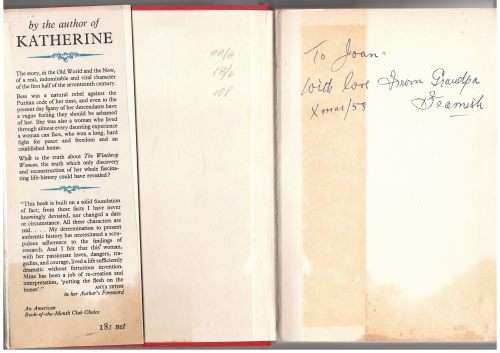 by the author of
KATHERINE
The story, in the Old World and the New,
of a real, indomitable and vital character
of the first half of the seventeenth century.
Bess was a natural rebel against the
Puritan code of her time, and even to the
present day many of her descendants have
a vague feeling they should be ashamed
of her. She was also a woman who lived
through almost every daunting experience
a woman can live, who won a long, hard
fight for peace and freedom and an
established home.
What is the truth about The Winthrop
Woman, the truth which only discovery
and reconstruction of her whole fascinating
life-history could have revealed?
"This book is built on a solid foundation
of fact; from these facts I have never
knowingly deviated, nor changed a date
or circumstance. All these characters are
real. . . . My determination to present
authentic history has necessitated a scrupulous
adherence to the findings of
research. And I felt that this woman,
with her passionate loves, dangers, tragedies,
and courage, lived a life sufficiently
dramatic without fortuitous invention.
Mine has been a job of re-creation and
interpretation, 'putting the flesh on the
bones'."
ANYA SETON
in her Author's Foreword
An American
Book-of-the-Month Club Choice
18s net
To Joan.
With love from Grandpa
Xmas/58 Beamish